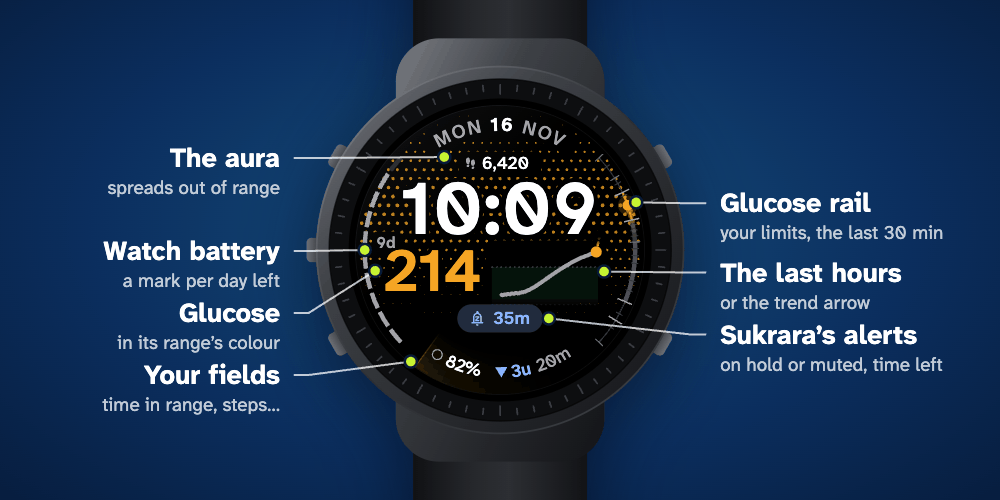 MON 16 NOV
6,420
10:09
9d
214
35m
82%
3u 20m
The aura
spreads out of range
Watch battery
a mark per day left
Glucose
in its range's colour
Your fields
time in range, steps...
Glucose rail
your limits, the last 30 min
The last hours
or the trend arrow
Sukrara's alerts
on hold or muted, time left